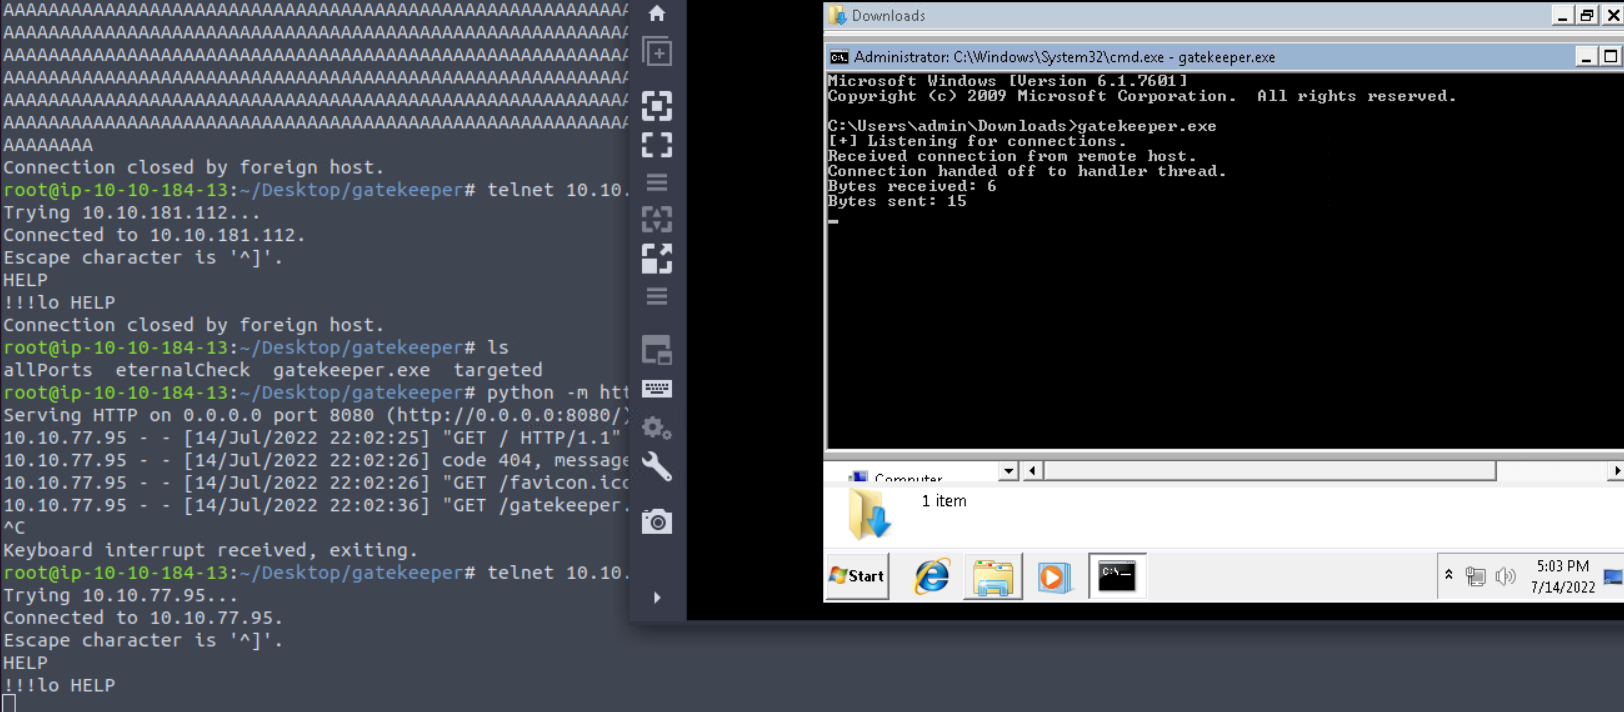 AAAAAAAAAAAAAAAAAAAAAAAAAAAAAAAAAAAAAAAAAAAAAAAAAAAAAAAA
AAAAAAAAAAAAAAAAAAAAAAAAAAAAAAAAAAAAAAAAAAAAAAAAAAAAAAAA
AAAAAAAAAAAAAAAAAAAAAAAAAAAAAAAAAAAAAAAAAAAAAAAAAAAAAAAA
AAAAAAAAAAAAAAAAAAAAAAAAAAAAAAAAAAAAAAAAAAAAAAAAAAAAAAAA
AAAAAAAAAAAAAAAAAAAAAAAAAAAAAAAAAAAAAAAAAAAAAAAAAAAAAAAA
AAAAAAAAAAAAAAAAAAAAAAAAAAAAAAAAAAAAAAAAAAAAAAAAAAAAAAAA
AAAAAAAA
Connection closed by foreign host.
root@ip-10-10-184-13:~/Desktop/gatekeeper# telnet 10.10.
Trying 10.10.181.112...
Connected to 10.10.181.112.
Escape character is '^]'.
HELP
!!!lo HELP
Connection closed by foreign host.
root@ip-10-10-184-13:~/Desktop/gatekeeper# ls
allPorts  eternalCheck  gatekeeper.exe  targeted
root@ip-10-10-184-13:~/Desktop/gatekeeper# python -m htt
Serving HTTP on 0.0.0.0 port 8080 (http://0.0.0.0:8080/)
10.10.77.95 - - [14/Jul/2022 22:02:25] "GET / HTTP/1.1"
10.10.77.95 - - [14/Jul/2022 22:02:26] code 404, message
10.10.77.95 - - [14/Jul/2022 22:02:26] "GET /favicon.ico
10.10.77.95 - - [14/Jul/2022 22:02:36] "GET /gatekeeper.
^C
Keyboard interrupt received, exiting.
root@ip-10-10-184-13:~/Desktop/gatekeeper# telnet 10.10.
Trying 10.10.77.95...
Connected to 10.10.77.95.
Escape character is '^]'.
HELP
!!!lo HELP
Downloads
Administrator: C:\Windows\System32\cmd.exe - gatekeeper.exe
Microsoft Windows [Version 6.1.7601]
Copyright (c) 2009 Microsoft Corporation.  All rights reserved.
C:\Users\admin\Downloads>gatekeeper.exe
[+] Listening for connections.
Received connection from remote host.
Connection handed off to handler thread.
Bytes received: 6
Bytes sent: 15
Computer
1 item
Start
C:\_
5:03 PM
7/14/2022